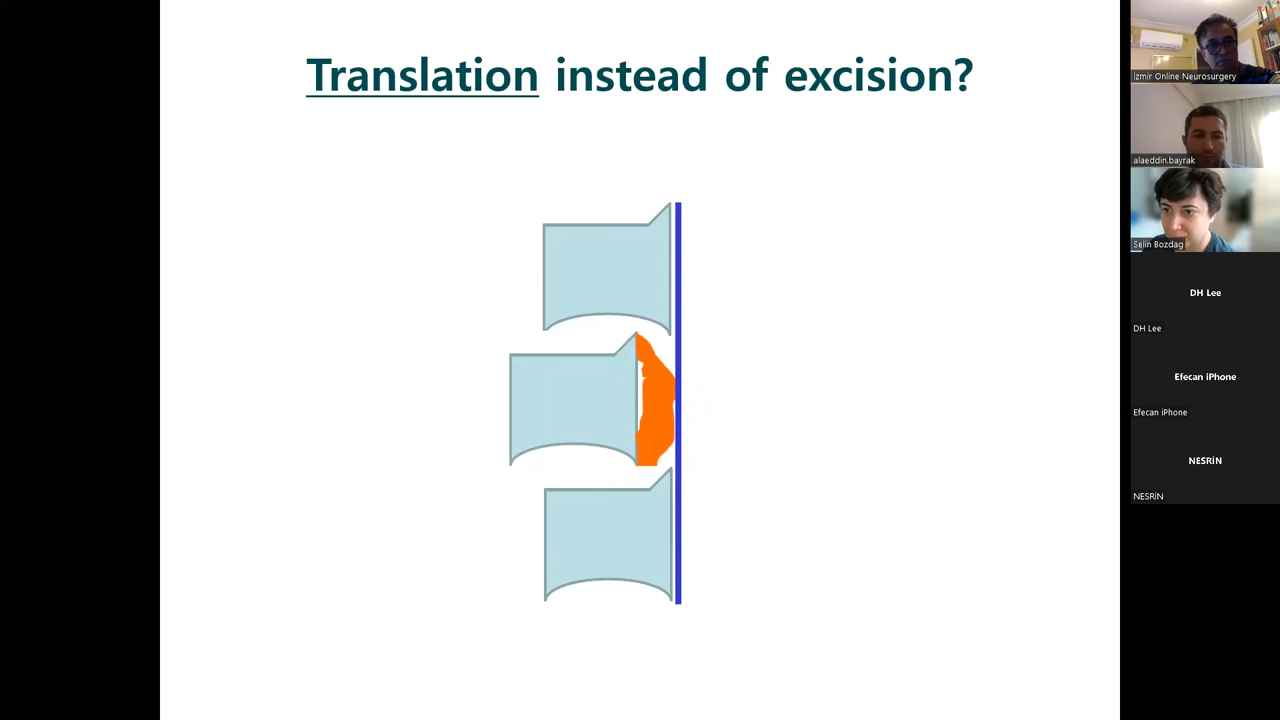 Translation instead of excision?
İzmir Online Neurosurgery
alaeddin.bayrak
Selin Bozdag
DH Lee
DH Lee
Efecan iPhone
Efecan iPhone
NESRİN
NESRİN